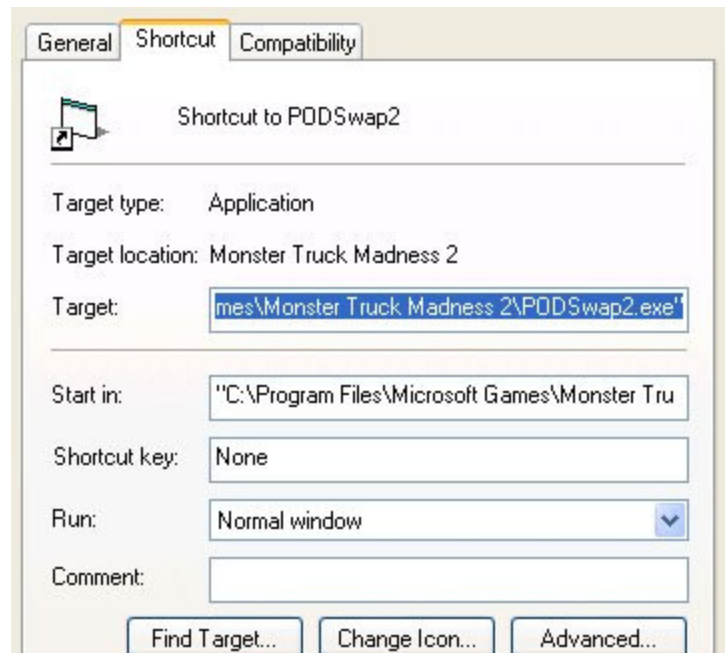 General Shortcut Compatibility
Shortcut to PODSwap2
Target type: Application
Target location: Monster Truck Madness 2
Target: mes\Monster Truck Madness 2\PODSwap2.exe"
Start in: "C:\Program Files\Microsoft Games\Monster Tru
Shortcut key: None
Run: Normal window
Comment:
Find Target... Change Icon... Advanced...